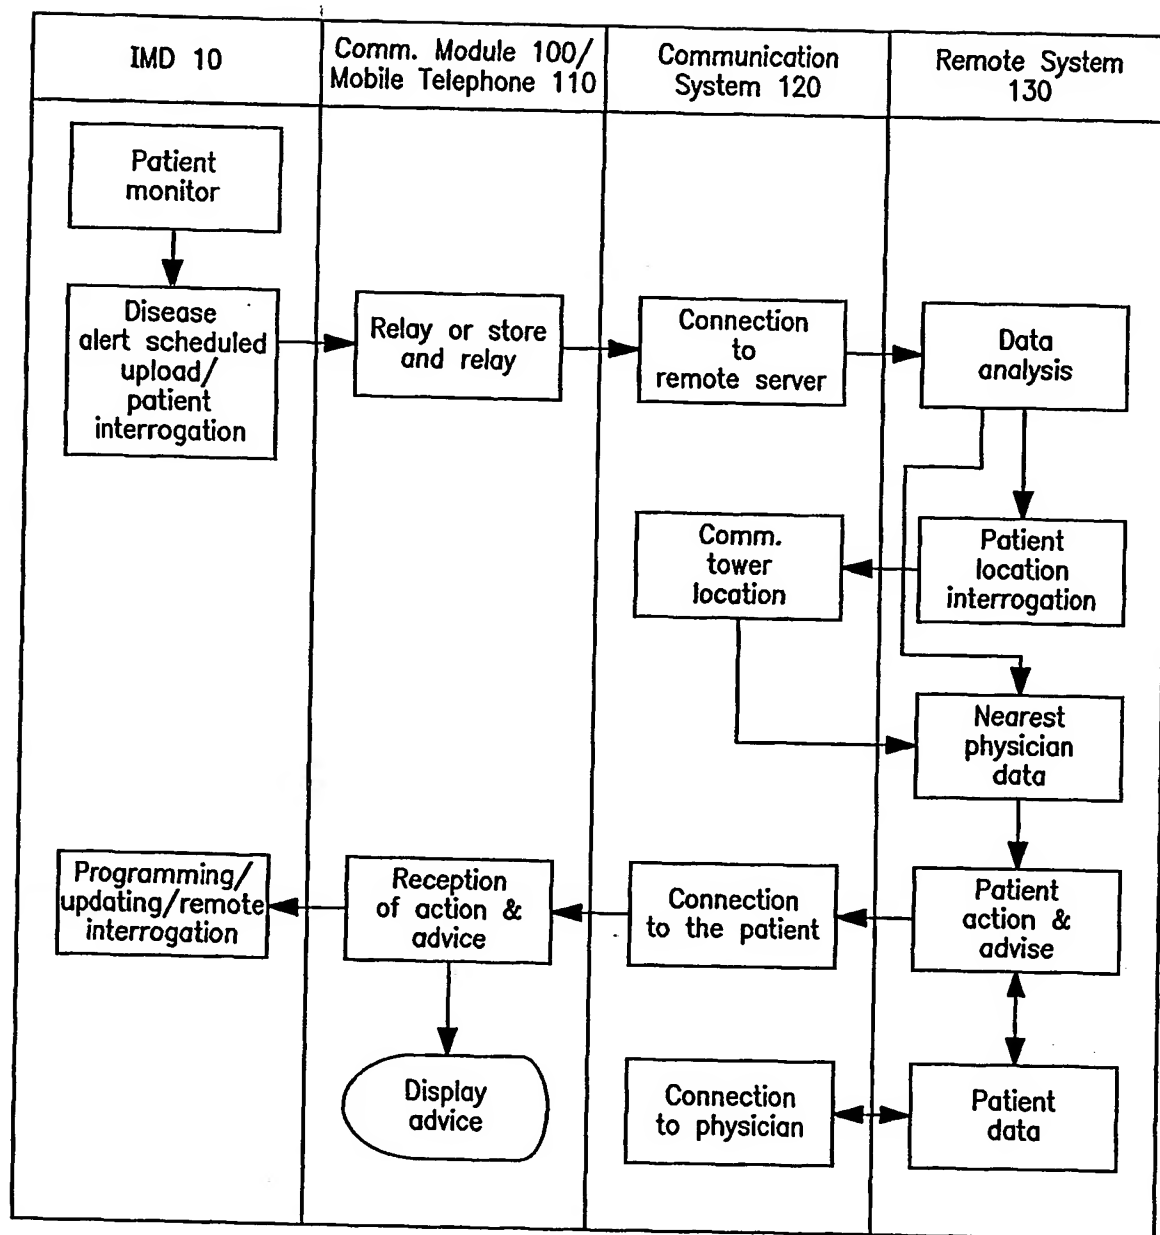 IMD 10
Comm. Module 100/
Mobile Telephone 110
Communication
System 120
Remote System
130
Patient
monitor
Disease
alert scheduled
upload/
patient
interrogation
Relay or store
and relay
Connection
to
remote server
Data
analysis
Comm.
tower
location
Patient
location
interrogation
Nearest
physician
data
Programming/
updating/remote
interrogation
Reception
of action &
advice
Connection
to the patient
Patient
action &
advise
Display
advice
Connection
to physician
Patient
data